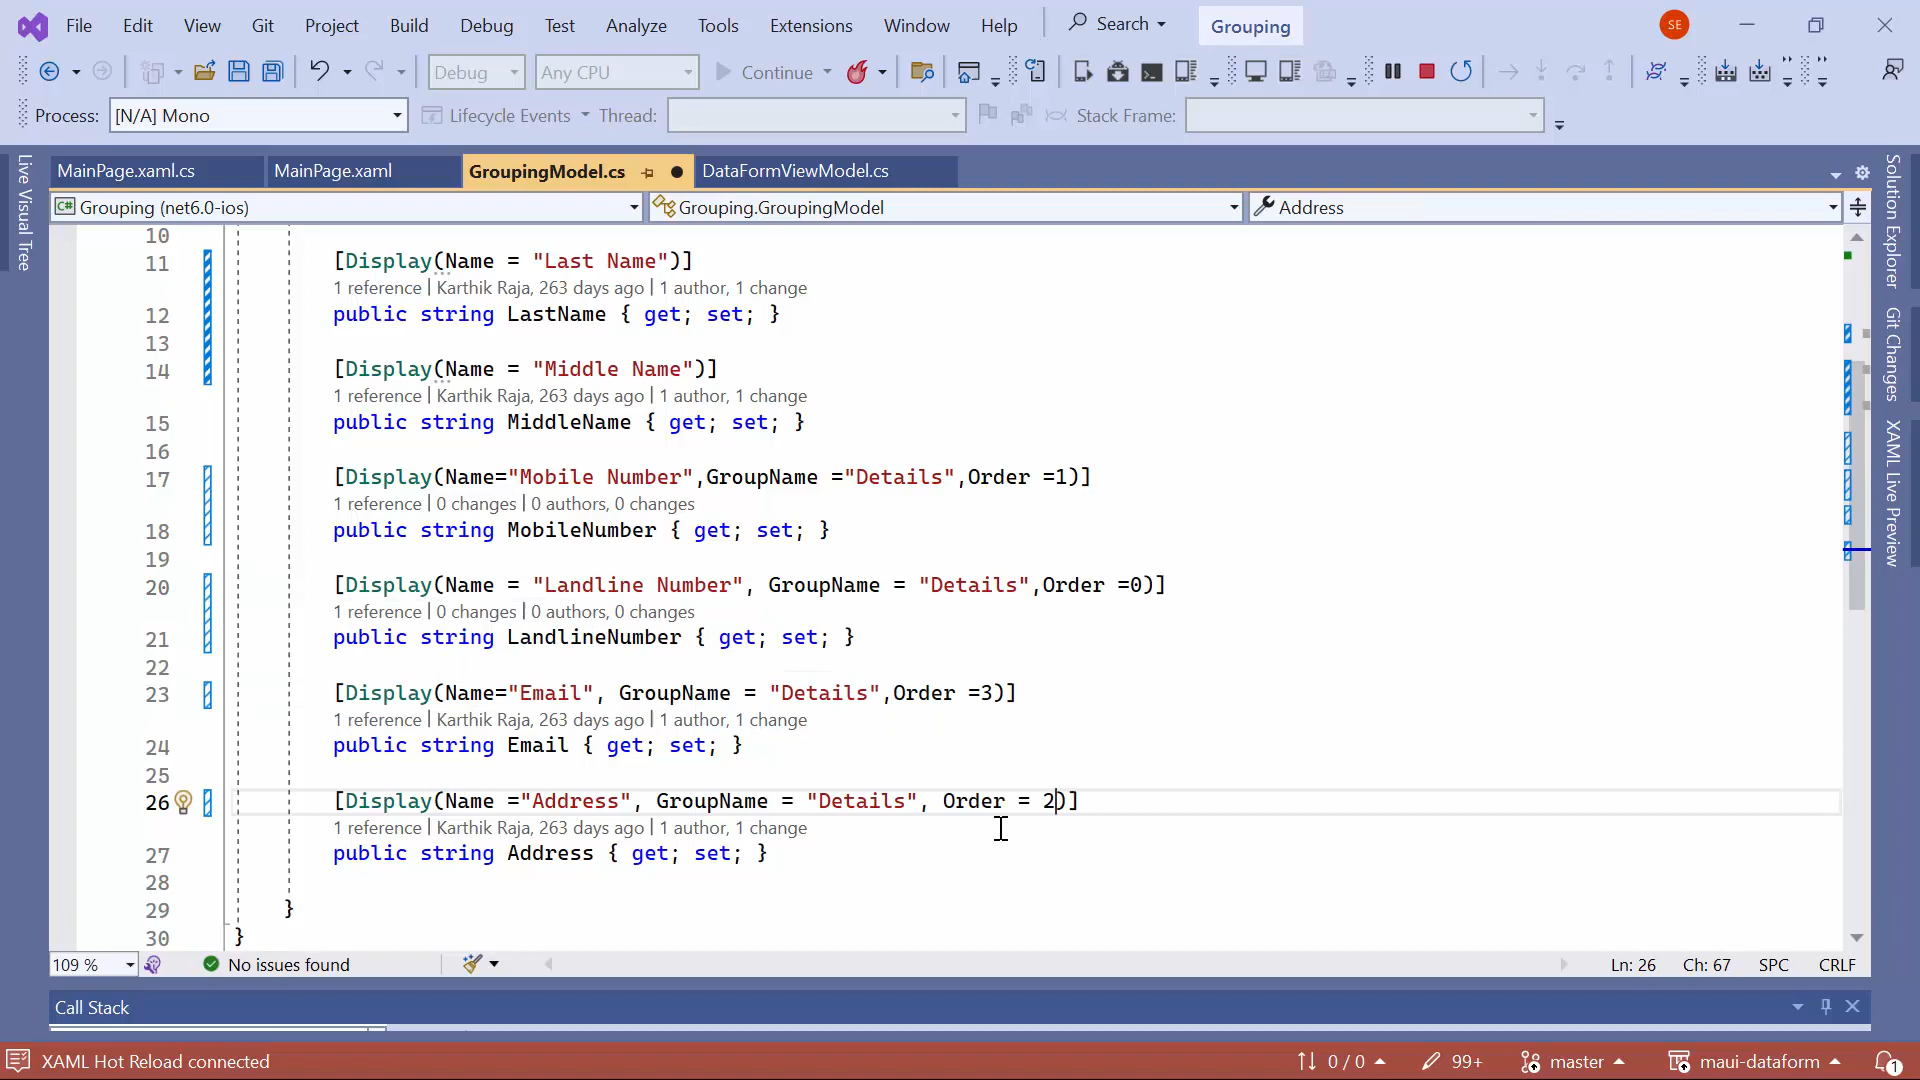 File Edit View Git Project Build Debug Test Analyze Tools Extensions Window Help Search Grouping SE
Debug Any CPU Continue
Process: [N/A] Mono Lifecycle Events Thread: Stack Frame:
MainPage.xaml.cs MainPage.xaml GroupingModel.cs DataFormViewModel.cs
C# Grouping (net6.0-ios) Grouping.GroupingModel Address
Live Visual Tree
Solution Explorer
Git Changes
XAML Live Preview
10
11 [Display(Name = "Last Name")]
1 reference | Karthik Raja, 263 days ago | 1 author, 1 change
12 public string LastName { get; set; }
13
14 [Display(Name = "Middle Name")]
1 reference | Karthik Raja, 263 days ago | 1 author, 1 change
15 public string MiddleName { get; set; }
16
17 [Display(Name="Mobile Number",GroupName ="Details",Order =1)]
1 reference | 0 changes | 0 authors, 0 changes
18 public string MobileNumber { get; set; }
19
20 [Display(Name = "Landline Number", GroupName = "Details",Order =0)]
1 reference | 0 changes | 0 authors, 0 changes
21 public string LandlineNumber { get; set; }
22
23 [Display(Name="Email", GroupName = "Details",Order =3)]
1 reference | Karthik Raja, 263 days ago | 1 author, 1 change
24 public string Email { get; set; }
25
26 [Display(Name ="Address", GroupName = "Details", Order = 2)]
1 reference | Karthik Raja, 263 days ago | 1 author, 1 change
27 public string Address { get; set; }
28
29 }
30 }
109 % No issues found Ln: 26 Ch: 67 SPC CRLF
Call Stack
XAML Hot Reload connected 0 / 0 99+ master maui-dataform 1